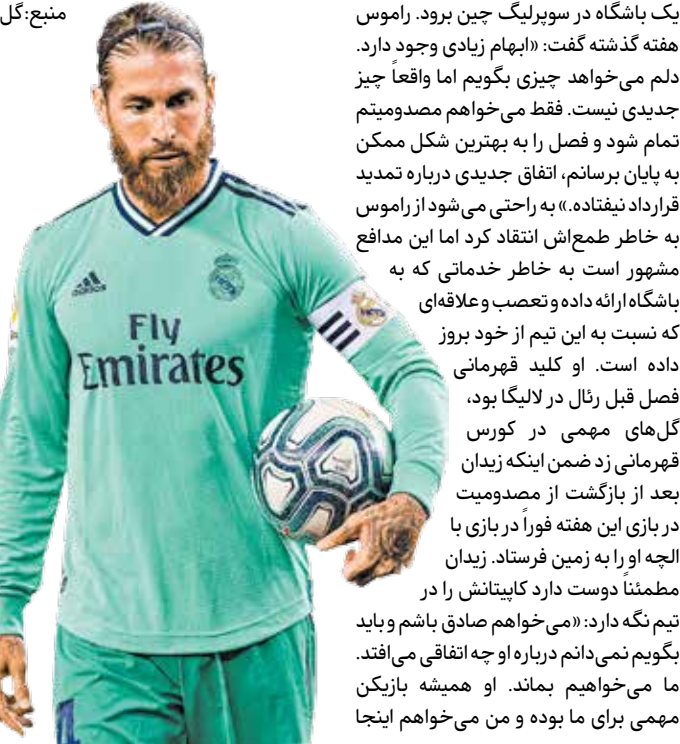 یک باشگاه در سوپرلیگ چین برود. راموس
هفته گذشته گفت: «ابهام زیادی وجود دارد.
دلم می‌خواهد چیزی بگویم اما واقعاً چیز
جدیدی نیست. فقط می‌خواهم مصدومیتم
تمام شود و فصل را به بهترین شکل ممکن
به پایان برسانم، اتفاق جدیدی درباره تمدید
قرارداد نیفتاده.» به راحتی می‌شود از راموس
به خاطر طمع‌اش انتقاد کرد اما این مدافع
مشهور است به خاطر خدماتی که به
باشگاه ارائه داده و تعصب و علاقه‌ای
که نسبت به این تیم از خود بروز
داده است. او کلید قهرمانی
فصل قبل رئال در لالیگا بود،
گل‌های مهمی در کورس
قهرمانی زد ضمن اینکه زیدان
بعد از بازگشت از مصدومیت
در بازی این هفته فوراً در بازی با
الچه او را به زمین فرستاد. زیدان
مطمئناً دوست دارد کاپیتانش را در
تیم نگه دارد: «می‌خواهم صادق باشم و باید
بگویم نمی‌دانم درباره او چه اتفاقی می‌افتد.
ما می‌خواهیم بماند. او همیشه بازیکن
مهمی برای ما بوده و من می‌خواهم اینجا
منبع: گل
adidas
Fly
Emirates